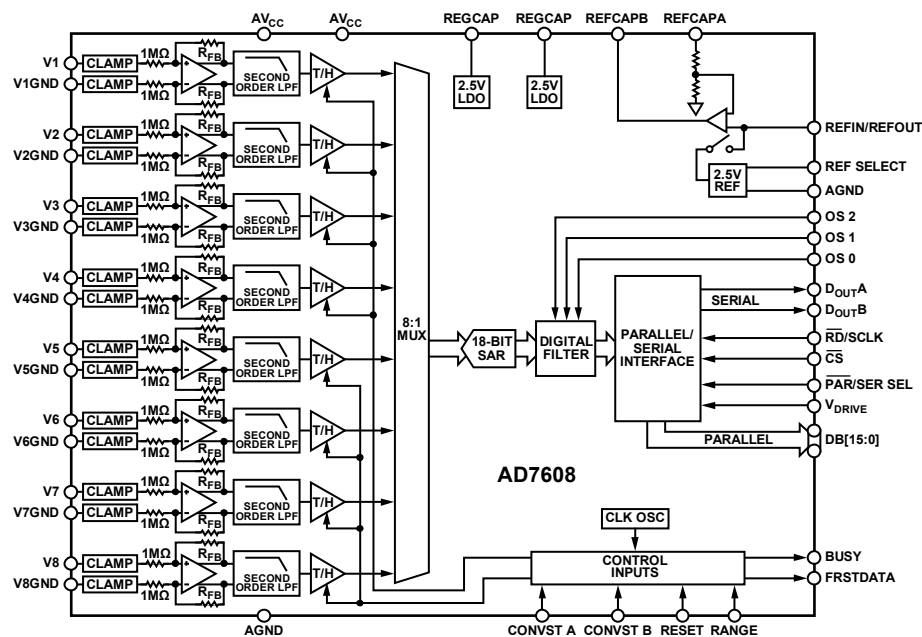 AVCC
AVCC
REGCAP
REGCAP
REFCAPB
REFCAPA
V1
CLAMP
1MΩ
RFB
V1GND
CLAMP
1MΩ
RFB
SECOND
ORDER LPF
T/H
2.5V
LDO
2.5V
LDO
REFIN/REFOUT
V2
CLAMP
1MΩ
RFB
V2GND
CLAMP
1MΩ
RFB
SECOND
ORDER LPF
T/H
2.5V
REF
REF SELECT
AGND
V3
CLAMP
1MΩ
RFB
V3GND
CLAMP
1MΩ
RFB
SECOND
ORDER LPF
T/H
OS 2
OS 1
OS 0
V4
CLAMP
1MΩ
RFB
V4GND
CLAMP
1MΩ
RFB
SECOND
ORDER LPF
T/H
8:1
MUX
18-BIT
SAR
DIGITAL
FILTER
PARALLEL/
SERIAL
INTERFACE
SERIAL
DOUTA
DOUTB
RD/SCLK
CS
PAR/SER SEL
VDRIVE
PARALLEL
DB[15:0]
V5
CLAMP
1MΩ
RFB
V5GND
CLAMP
1MΩ
RFB
SECOND
ORDER LPF
T/H
V6
CLAMP
1MΩ
RFB
V6GND
CLAMP
1MΩ
RFB
SECOND
ORDER LPF
T/H
AD7608
V7
CLAMP
1MΩ
RFB
V7GND
CLAMP
1MΩ
RFB
SECOND
ORDER LPF
T/H
CLK OSC
V8
CLAMP
1MΩ
RFB
V8GND
CLAMP
1MΩ
RFB
SECOND
ORDER LPF
T/H
CONTROL
INPUTS
BUSY
FRSTDATA
AGND
CONVST A
CONVST B
RESET
RANGE